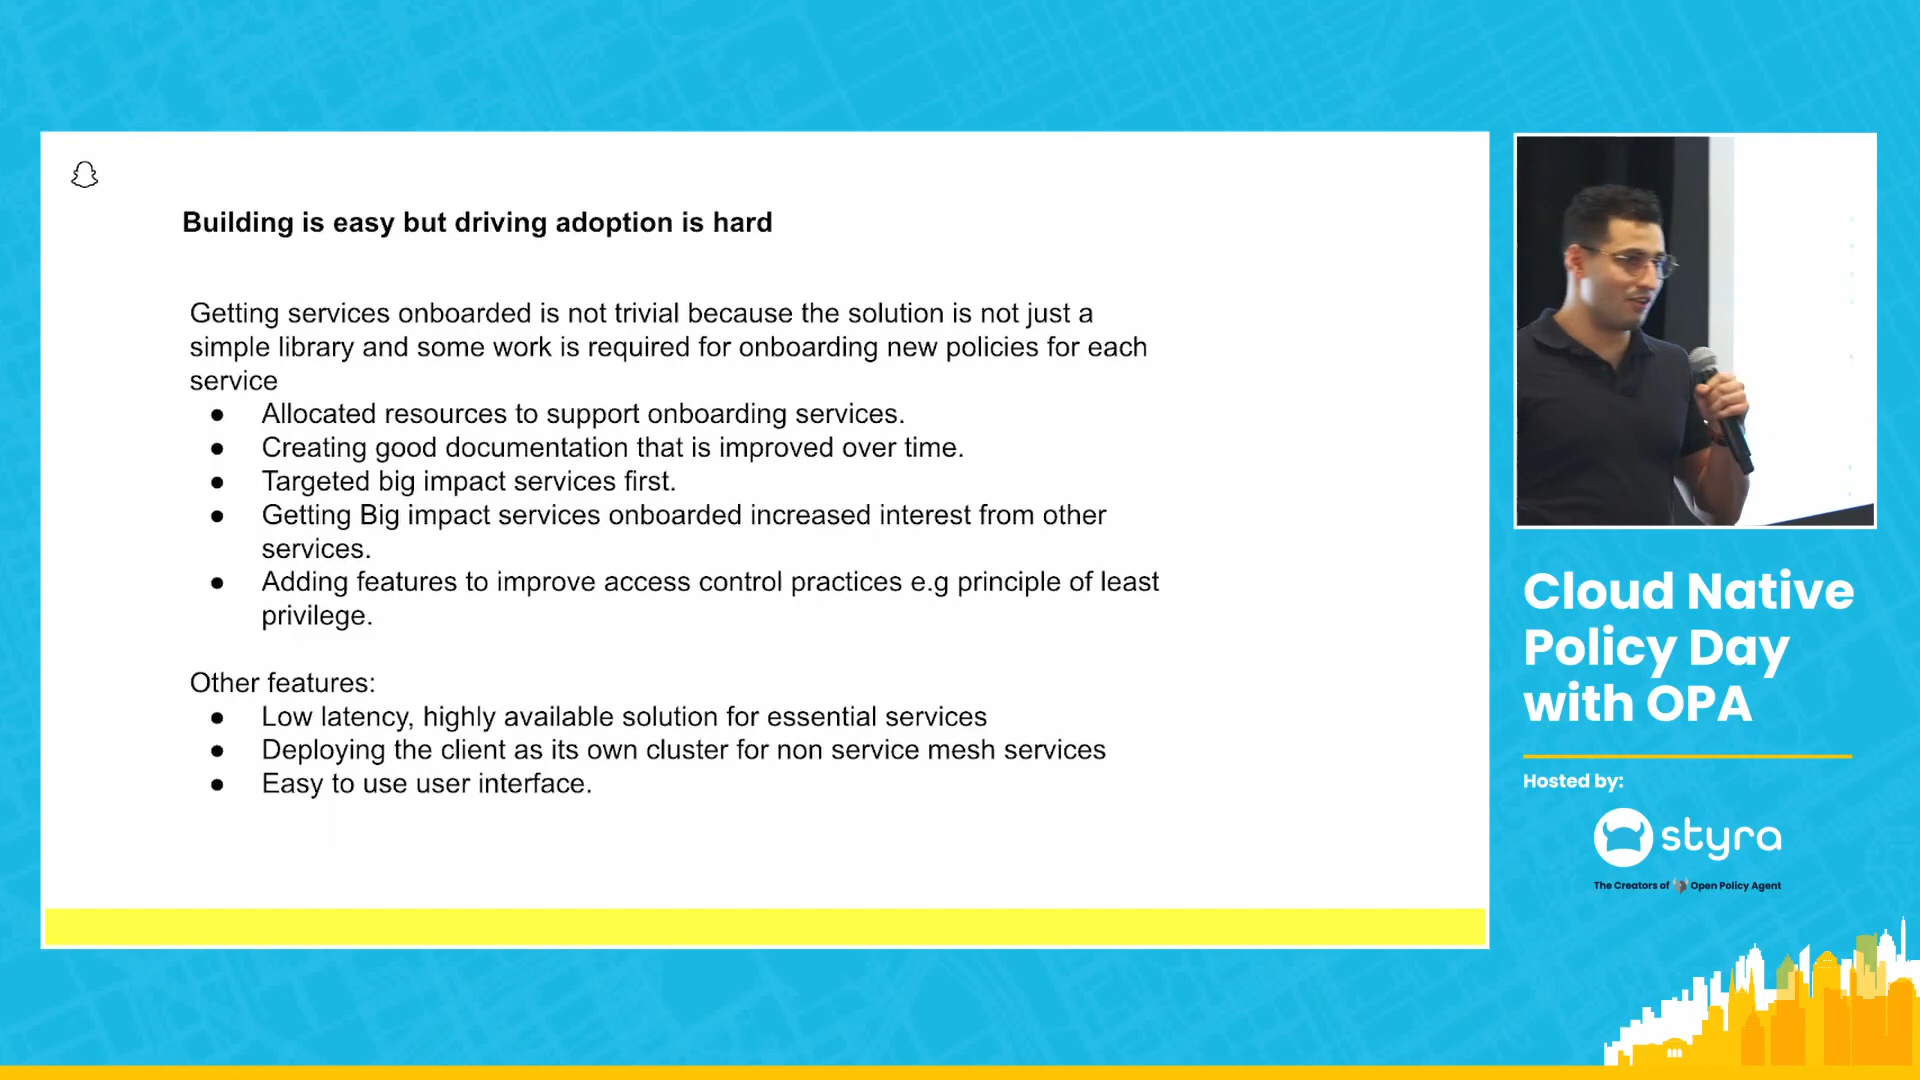 Building is easy but driving adoption is hard
Getting services onboarded is not trivial because the solution is not just a
simple library and some work is required for onboarding new policies for each
service
● Allocated resources to support onboarding services.
● Creating good documentation that is improved over time.
● Targeted big impact services first.
● Getting Big impact services onboarded increased interest from other
services.
● Adding features to improve access control practices e.g principle of least
privilege.
Other features:
● Low latency, highly available solution for essential services
● Deploying the client as its own cluster for non service mesh services
● Easy to use user interface.
Cloud Native
Policy Day
with OPA
Hosted by:
styra
The Creators of Open Policy Agent